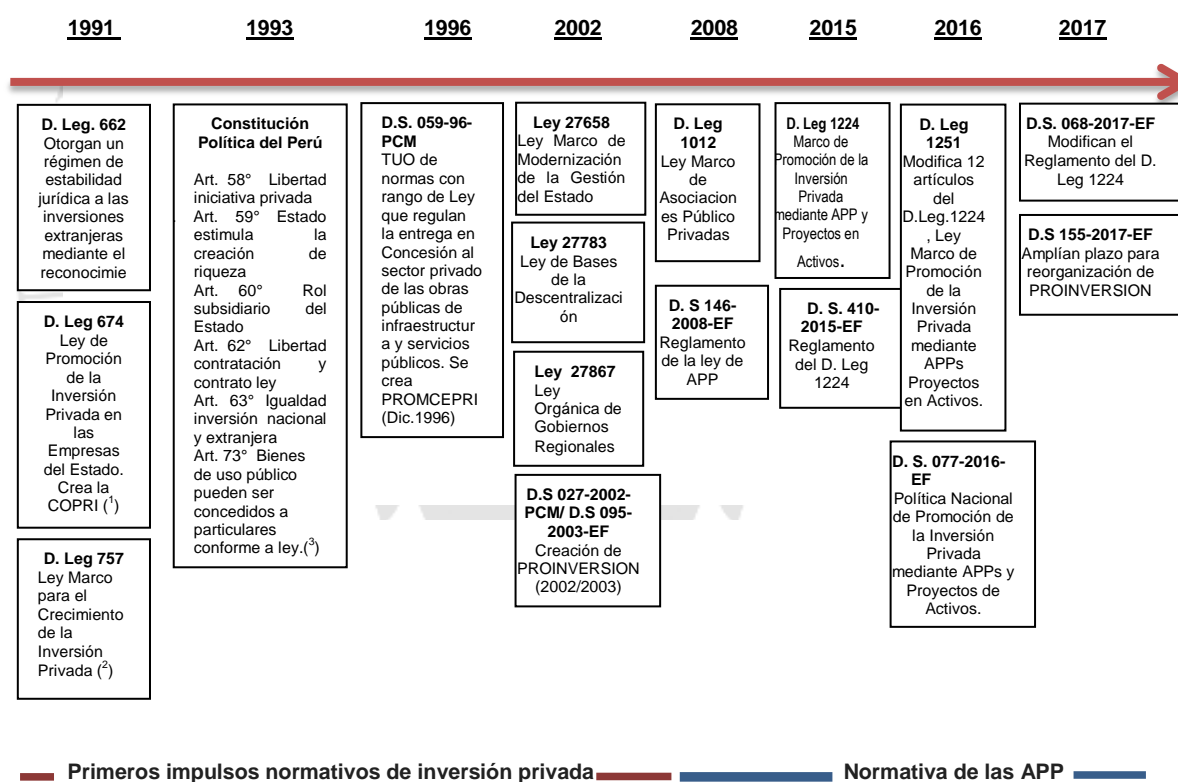 1991 1993 1996 2002 2008 2015 2016 2017
D. Leg. 662
Otorgan un
régimen de
estabilidad
jurídica a las
inversiones
extranjeras
mediante el
reconocimie
D. Leg 674
Ley de
Promoción
de la
Inversión
Privada en
las
Empresas
del Estado.
Crea la
COPRI (1)
D. Leg 757
Ley Marco
para el
Crecimiento
de la
Inversión
Privada (2)
Constitución
Política del Perú
Art. 58° Libertad
iniciativa privada
Art. 59° Estado
estimula la
creación de
riqueza
Art. 60° Rol
subsidiario del
Estado
Art. 62° Libertad
contratación y
contrato ley
Art. 63° Igualdad
inversión nacional
y extranjera
Art. 73° Bienes
de uso público
pueden ser
concedidos a
particulares
conforme a ley.(3)
D.S. 059-96-
PCM
TUO de
normas con
rango de Ley
que regulan
la entrega en
Concesión al
sector privado
de las obras
públicas de
infraestructur
a y servicios
públicos. Se
crea
PROMCEPRI
(Dic.1996)
Ley 27658
Ley Marco de
Modernización
de la Gestión
del Estado
Ley 27783
Ley de Bases
de la
Descentralizaci
ón
Ley 27867
Ley
Orgánica de
Gobiernos
Regionales
D.S 027-2002-
PCM/ D.S 095-
2003-EF
Creación de
PROINVERSION
(2002/2003)
D. Leg
1012
Ley Marco
de
Asociacion
es Público
Privadas
D. S 146-
2008-EF
Reglamento
de la ley de
APP
D. Leg 1224
Marco de
Promoción de la
Inversión
Privada
mediante APP y
Proyectos en
Activos.
D. S. 410-
2015-EF
Reglamento
del D. Leg
1224
D. Leg
1251
Modifica 12
artículos
del
D.Leg.1224
, Ley
Marco de
Promoción
de la
Inversión
Privada
mediante
APPs
Proyectos
en Activos.
D. S. 077-2016-
EF
Política Nacional
de Promoción de
la Inversión
Privada
mediante APPs y
Proyectos de
Activos.
D.S. 068-2017-EF
Modifican el
Reglamento del D.
Leg 1224
D.S 155-2017-EF
Amplían plazo para
reorganización de
PROINVERSION
Primeros impulsos normativos de inversión privada
Normativa de las APP